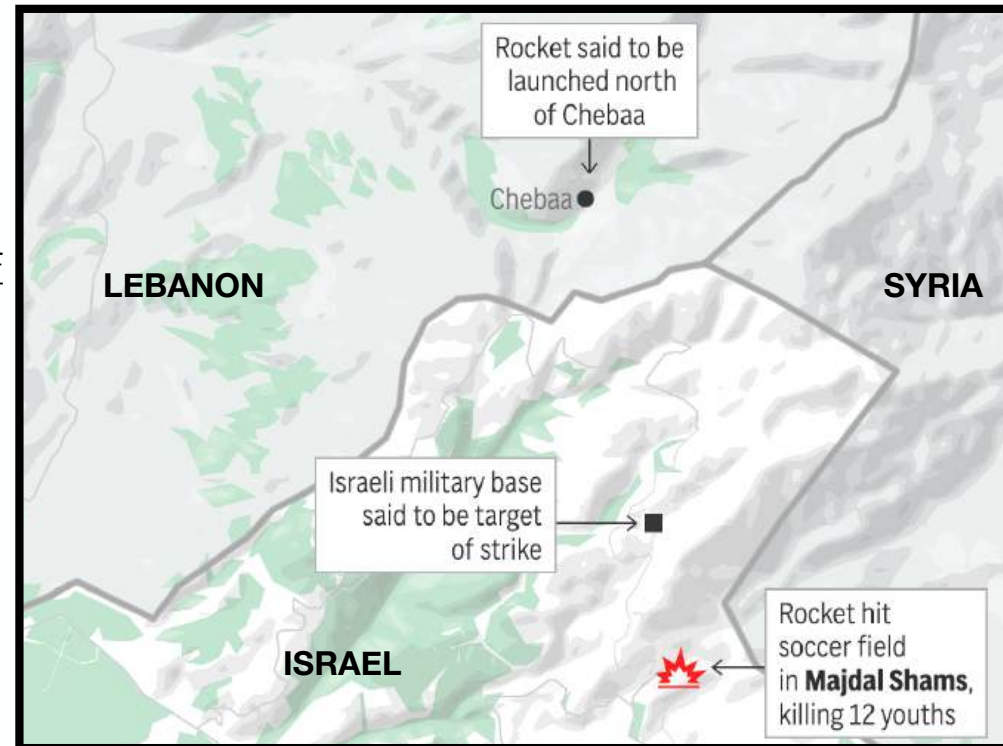 Rocket said to be
launched north
of Chebaa
Chebaa
LEBANON
SYRIA
Israeli military base
said to be target
of strike
Rocket hit
soccer field
in Majdal Shams,
killing 12 youths
ISRAEL